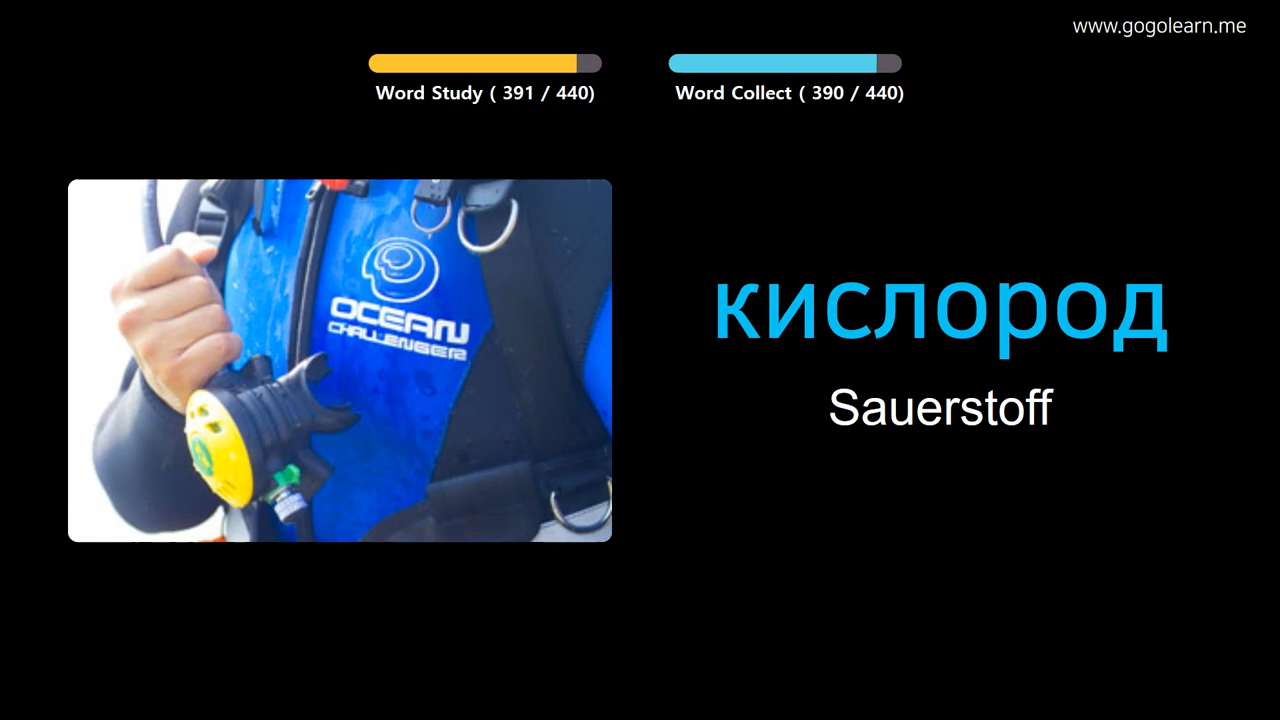 www.gogolearn.me
Word Study ( 391 / 440)
Word Collect ( 390 / 440)
OCEAN
CHALLENGER
кислород
Sauerstoff